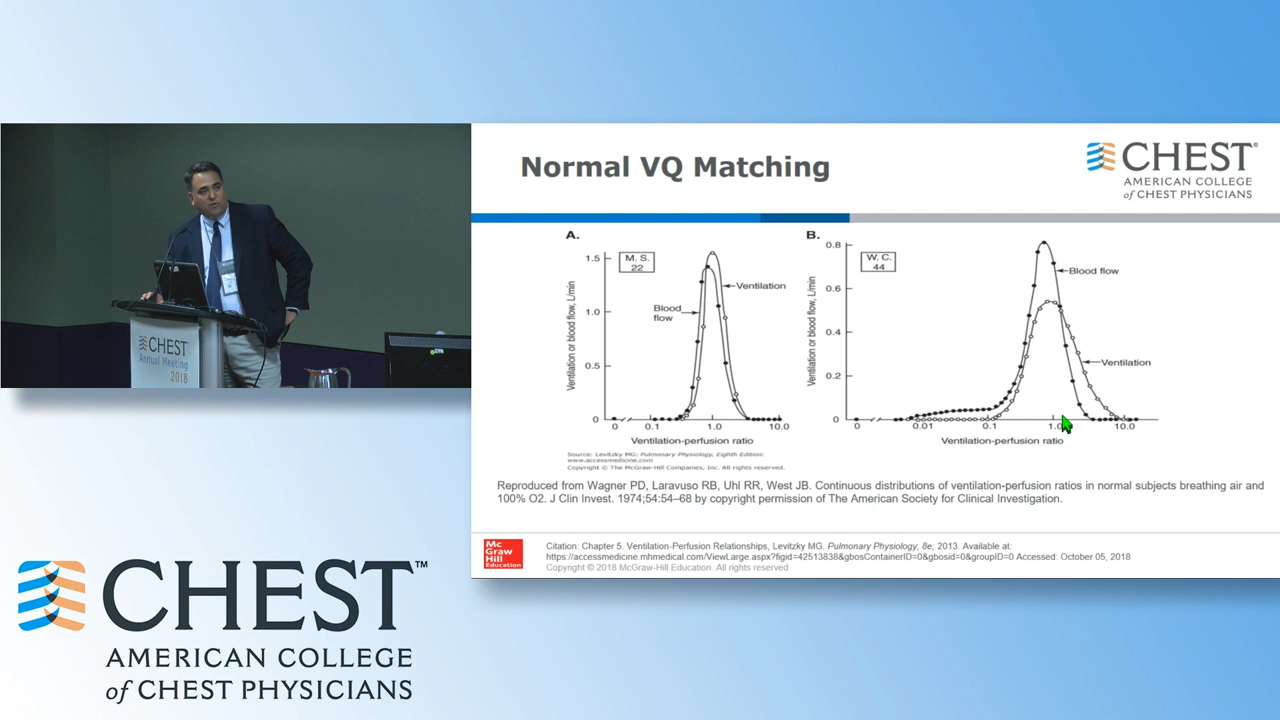 Normal VQ Matching
CHEST®
AMERICAN COLLEGE
of CHEST PHYSICIANS
A.
M. S.
22
1.5
1.0
0.5
0
Ventilation or blood flow, L/min
Ventilation
Blood
flow
0 0.1 1.0 10.0
Ventilation-perfusion ratio
B.
W. C.
44
0.8
0.6
0.4
0.2
0
Ventilation or blood flow, L/min
Blood flow
Ventilation
0 0.01 0.1 1.0 10.0
Ventilation-perfusion ratio
Source: Levitzky MG: Pulmonary Physiology, Eighth Edition:
www.accessmedicine.com
Copyright © The McGraw-Hill Companies, Inc. All rights reserved.
Reproduced from Wagner PD, Laravuso RB, Uhl RR, West JB. Continuous distributions of ventilation-perfusion ratios in normal subjects breathing air and
100% O2. J Clin Invest. 1974;54:54–68 by copyright permission of The American Society for Clinical Investigation.
Mc
Graw
Hill
Education
Citation: Chapter 5. Ventilation-Perfusion Relationships, Levitzky MG. Pulmonary Physiology, 8e; 2013. Available at:
https://accessmedicine.mhmedical.com/ViewLarge.aspx?figid=42513838&gbosContainerID=0&gbosid=0&groupID=0 Accessed: October 05, 2018
Copyright © 2018 McGraw-Hill Education. All rights reserved
CHEST
Annual Meeting
2018
CHEST™
AMERICAN COLLEGE
of CHEST PHYSICIANS